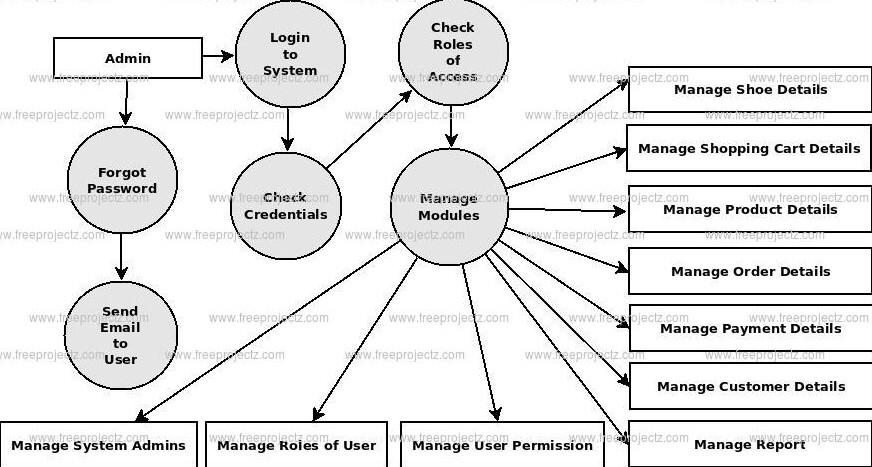 Admin
Login
to
System
Check
Roles
of
Access
Manage Shoe Details
Forgot
Password
Check
Credentials
Manage
Modules
Manage Shopping Cart Details
Manage Product Details
Manage Order Details
Send
Email
to
User
Manage Payment Details
Manage Customer Details
Manage System Admins
Manage Roles of User
Manage User Permission
Manage Report
www.freeprojectz.com